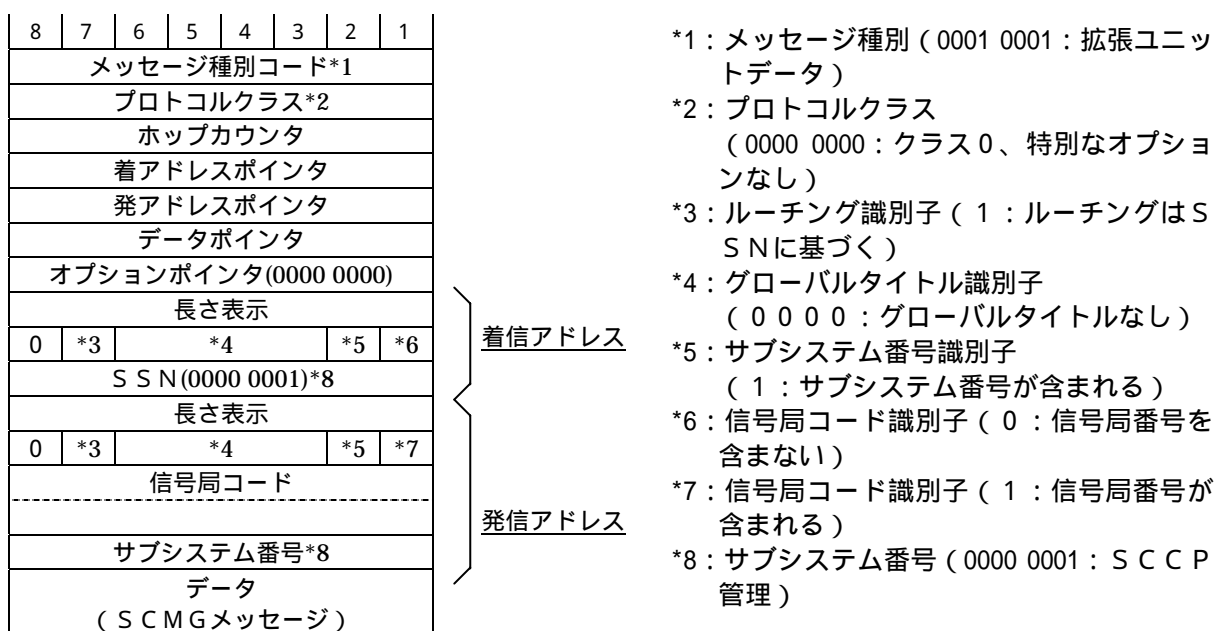 8 7 6 5 4 3 2 1
メッセージ種別コード*1
プロトコルクラス*2
ホップカウンタ
着アドレスポインタ
発アドレスポインタ
データポインタ
オプションポインタ(0000 0000)
長さ表示
0 *3 *4 *5 *6
ＳＳＮ(0000 0001)*8
長さ表示
0 *3 *4 *5 *7
信号局コード
サブシステム番号*8
データ
（ＳＣＭＧメッセージ）
着信アドレス
発信アドレス
*1：メッセージ種別（0001 0001：拡張ユニッ
トデータ）
*2：プロトコルクラス
（0000 0000：クラス０、特別なオプショ
ンなし）
*3：ルーチング識別子（１：ルーチングはＳ
ＳＮに基づく）
*4：グローバルタイトル識別子
（００００：グローバルタイトルなし）
*5：サブシステム番号識別子
（１：サブシステム番号が含まれる）
*6：信号局コード識別子（０：信号局番号を
含まない）
*7：信号局コード識別子（１：信号局番号が
含まれる）
*8：サブシステム番号（0000 0001：ＳＣＣＰ
管理）